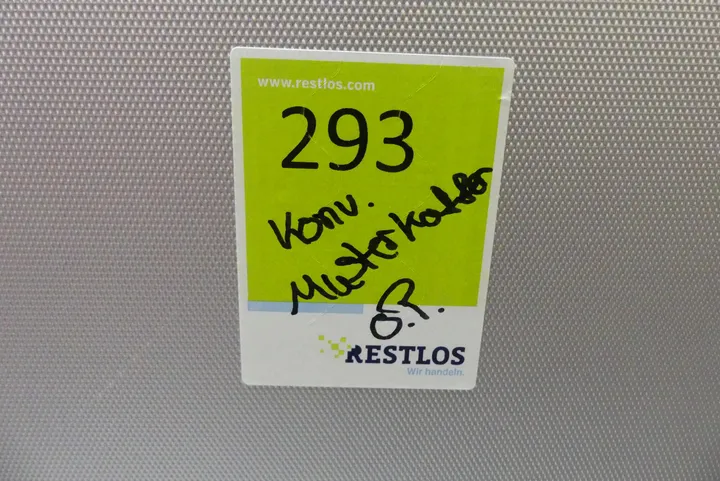 www.restlos.com
293
Konv.
Musterkoffer
RESTLOS
Wir handeln.